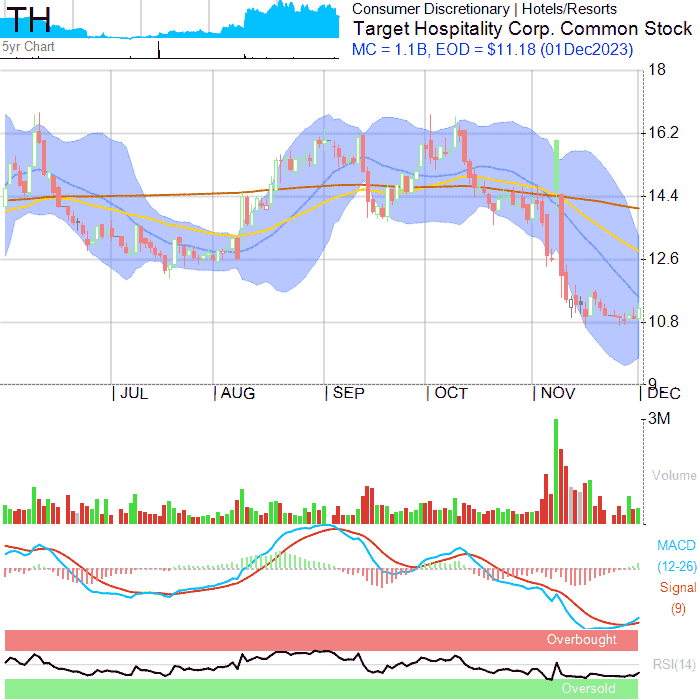 TH
5yr Chart
Consumer Discretionary | Hotels/Resorts
Target Hospitality Corp. Common Stock
MC = 1.1B, EOD = $11.18 (01Dec2023)
18
16.2
14.4
12.6
10.8
9
JUL
AUG
SEP
OCT
NOV
DEC
3M
Volume
MACD
(12-26)
Signal
(9)
Overbought
RSI(14)
Oversold